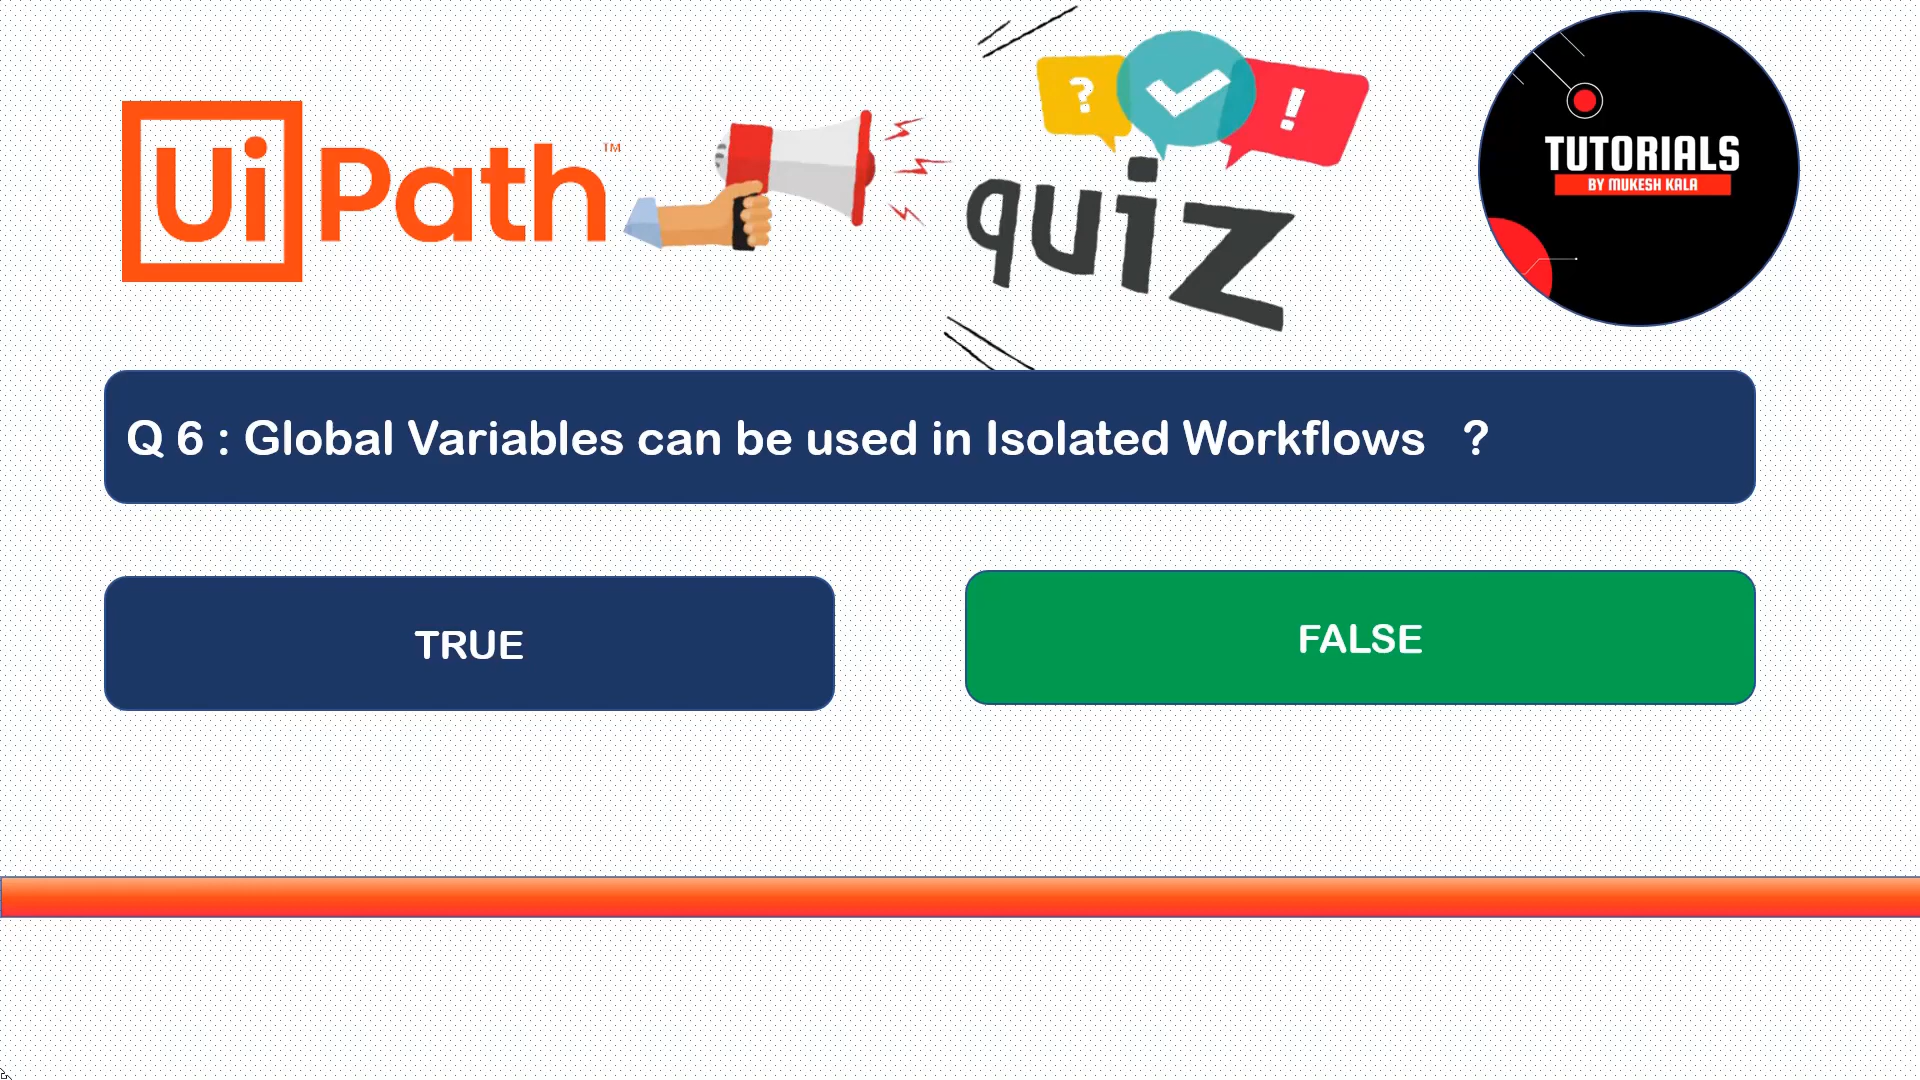 UiPath™
?
!
quiz
TUTORIALS
BY MUKESH KALA
Q 6 : Global Variables can be used in Isolated Workflows ?
TRUE
FALSE